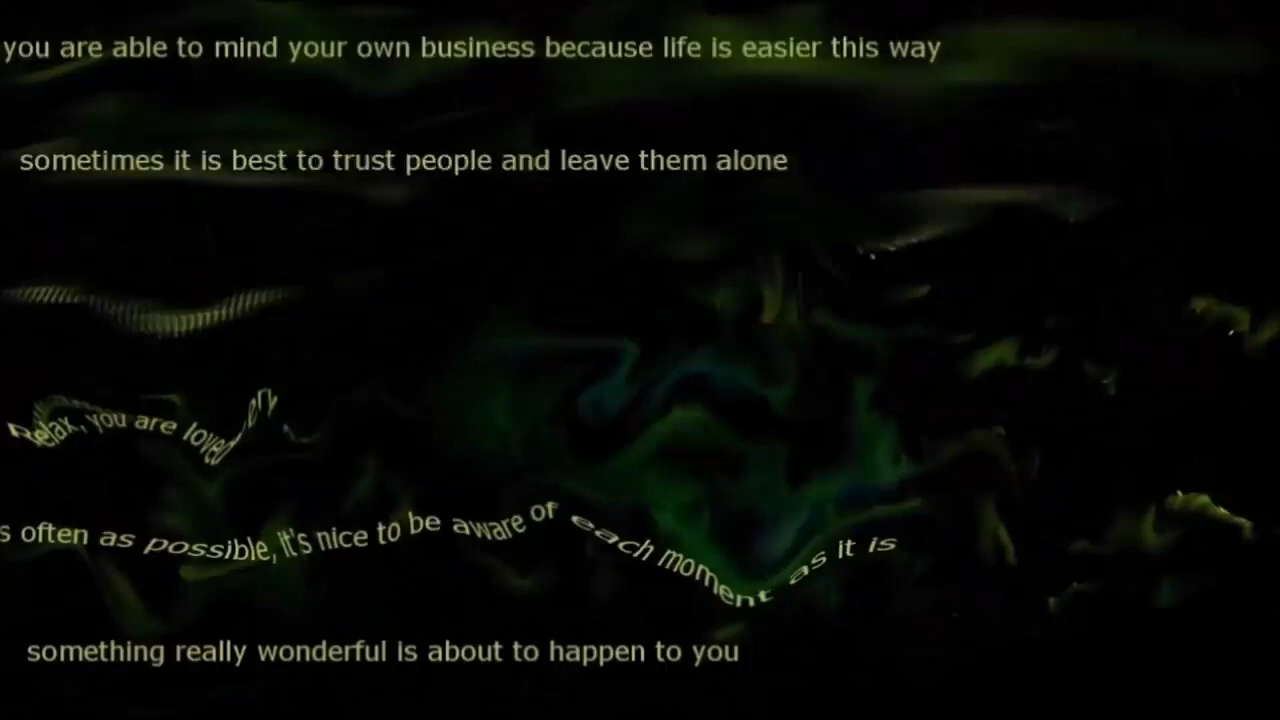 you are able to mind your own business because life is easier this way
sometimes it is best to trust people and leave them alone
Relax, you are loved
s often as possible, it's nice to be aware of each moment as it is
something really wonderful is about to happen to you